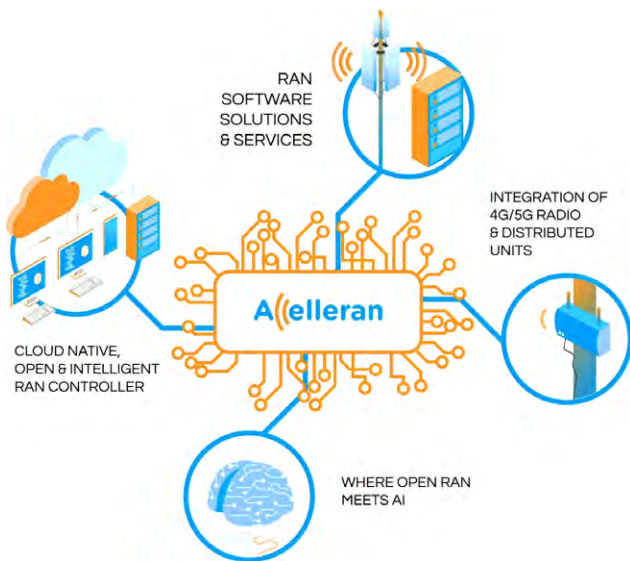 RAN
SOFTWARE
SOLUTIONS
& SERVICES
INTEGRATION OF
4G/5G RADIO
& DISTRIBUTED
UNITS
A((elleran
CLOUD NATIVE,
OPEN & INTELLIGENT
RAN CONTROLLER
WHERE OPEN RAN
MEETS AI